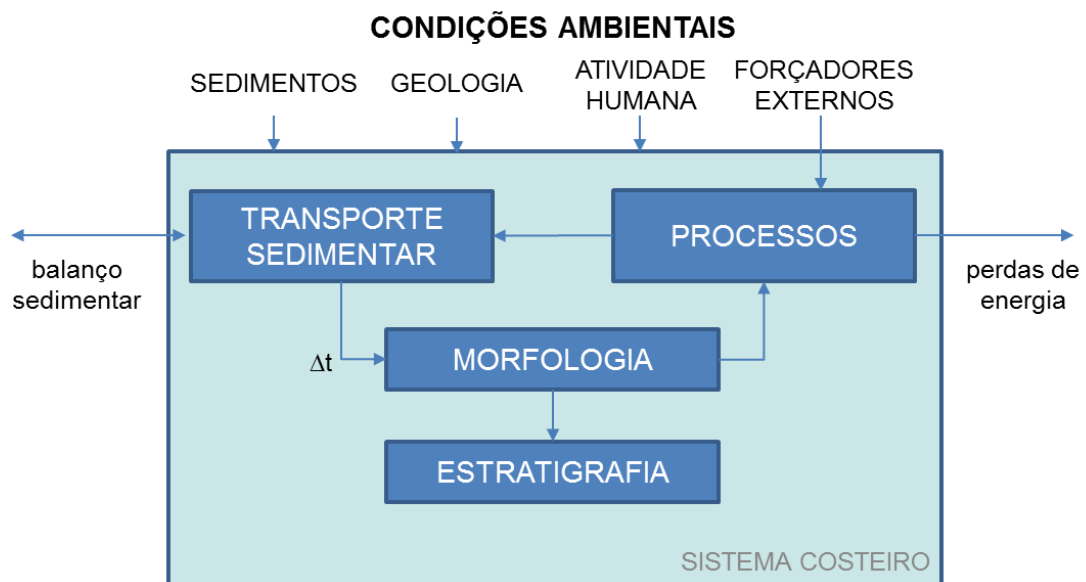 CONDIÇÕES AMBIENTAIS
SEDIMENTOS
GEOLOGIA
ATIVIDADE
HUMANA
FORÇADORES
EXTERNOS
TRANSPORTE
SEDIMENTAR
PROCESSOS
balanço
sedimentar
perdas de
energia
Δt
MORFOLOGIA
ESTRATIGRAFIA
SISTEMA COSTEIRO